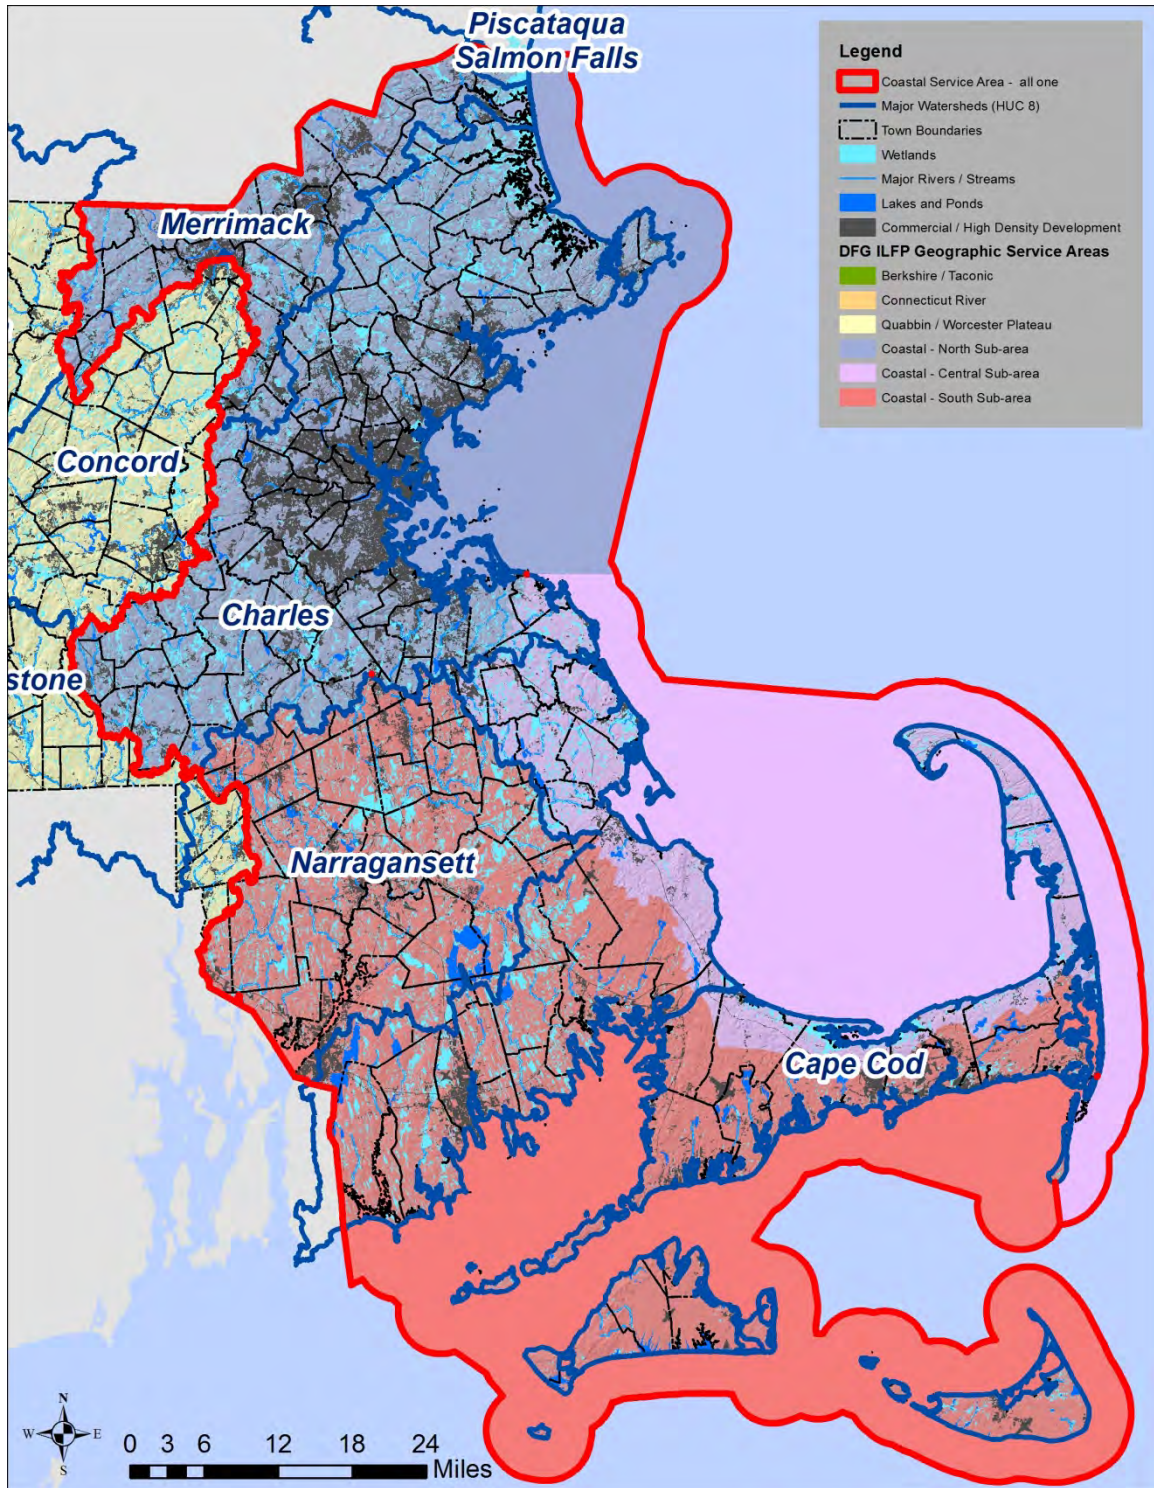 Piscataqua
Salmon Falls
Legend
Coastal Service Area - all one
Major Watersheds (HUC 8)
Town Boundaries
Wetlands
Major Rivers / Streams
Lakes and Ponds
Commercial / High Density Development
DFG ILFP Geographic Service Areas
Berkshire / Taconic
Connecticut River
Quabbin / Worcester Plateau
Coastal - North Sub-area
Coastal - Central Sub-area
Coastal - South Sub-area
Merrimack
Concord
Charles
stone
Narragansett
Cape Cod
N
W E
S
0 3 6 12 18 24
Miles